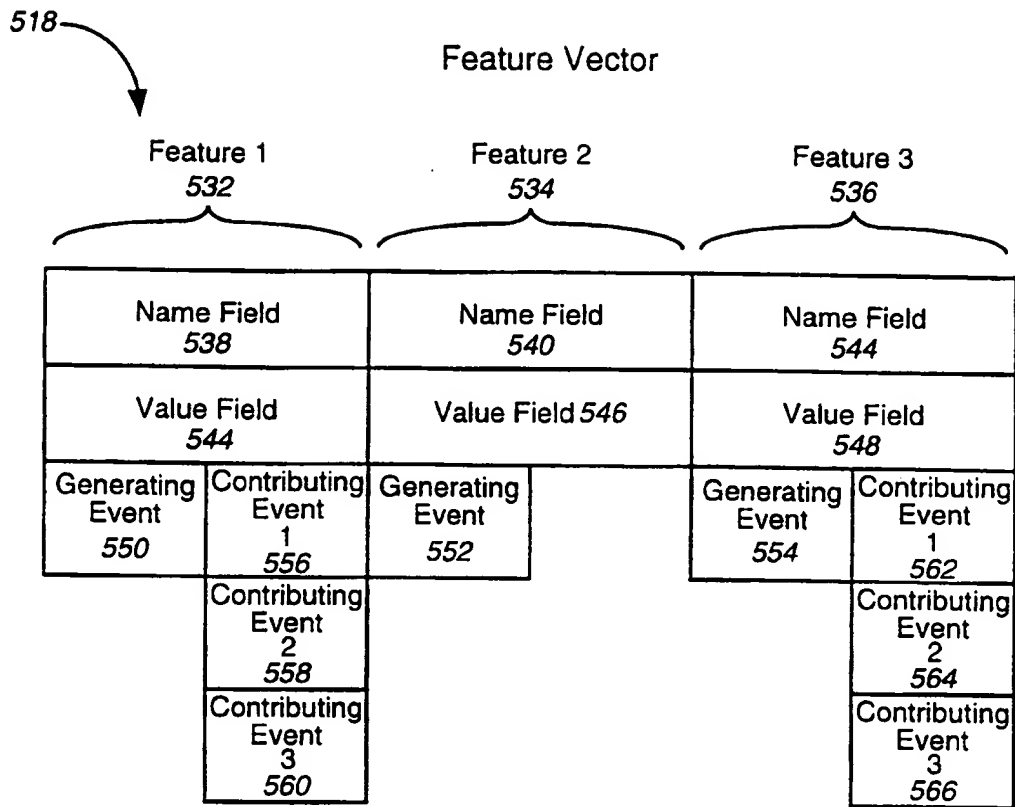 518
Feature Vector
Feature 1
532
Feature 2
534
Feature 3
536
Name Field
538
Name Field
540
Name Field
544
Value Field
544
Value Field 546
Value Field
548
Generating
Event
550
Contributing
Event
1
556
Generating
Event
552
Generating
Event
554
Contributing
Event
1
562
Contributing
Event
2
558
Contributing
Event
2
564
Contributing
Event
3
560
Contributing
Event
3
566